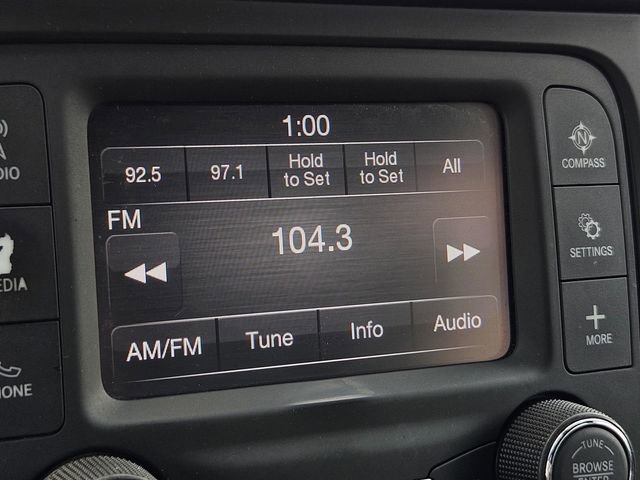 1:00
92.5
97.1
Hold
to Set
Hold
to Set
All
FM
104.3
AM/FM
Tune
Info
Audio
COMPASS
N
SETTINGS
MORE
TUNE
BROWSE